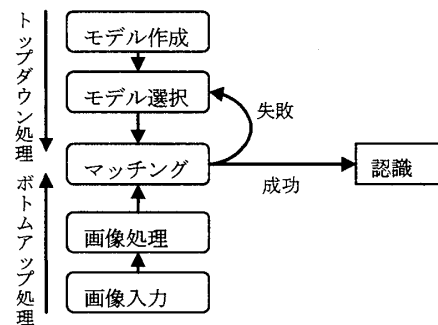 トップダウン処理
ボトムアップ処理
モデル作成
モデル選択
失敗
マッチング
成功
認識
画像処理
画像入力